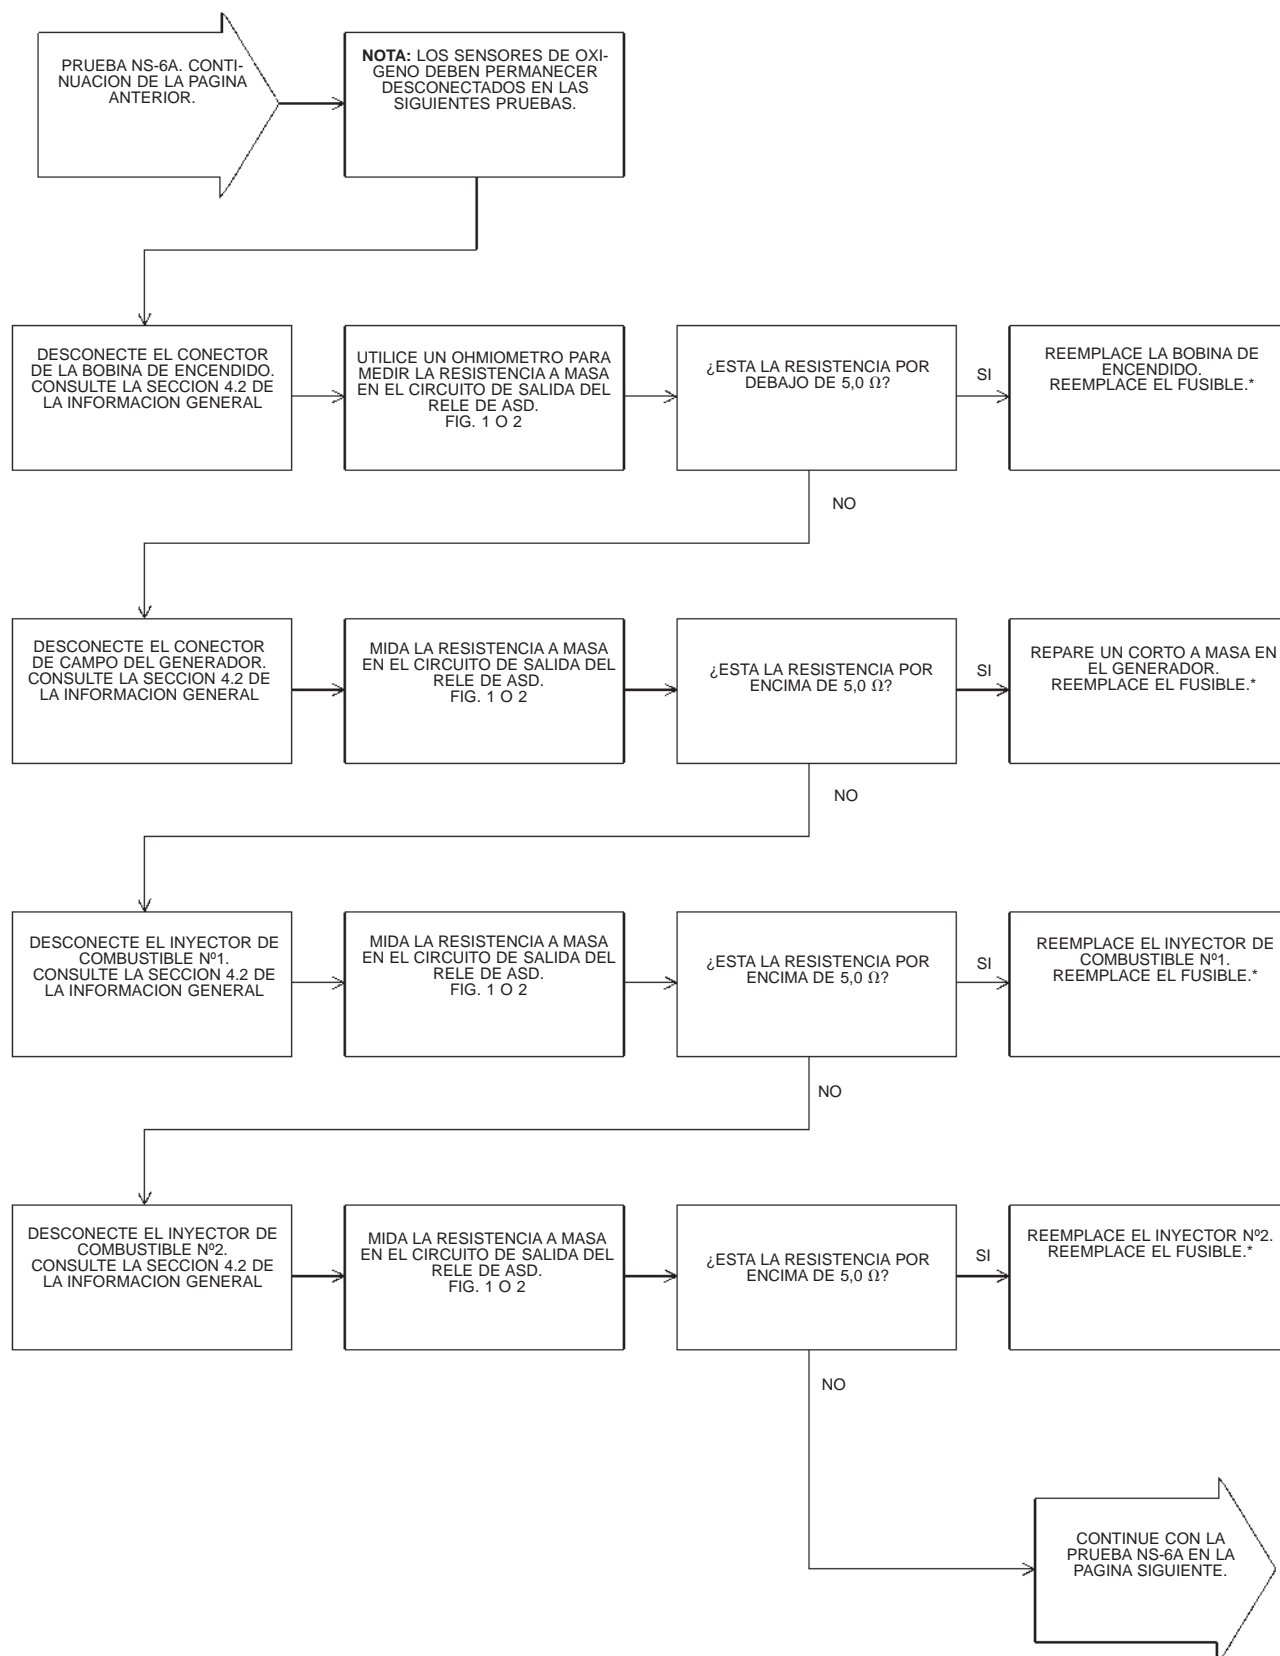 PRUEBA NS-6A. CONTI-
NUACION DE LA PAGINA
ANTERIOR.
NOTA: LOS SENSORES DE OXI-
GENO DEBEN PERMANECER
DESCONECTADOS EN LAS
SIGUIENTES PRUEBAS.
DESCONECTE EL CONECTOR
DE LA BOBINA DE ENCENDIDO.
CONSULTE LA SECCION 4.2 DE
LA INFORMACION GENERAL
UTILICE UN OHMIOMETRO PARA
MEDIR LA RESISTENCIA A MASA
EN EL CIRCUITO DE SALIDA DEL
RELE DE ASD.
FIG. 1 O 2
¿ESTA LA RESISTENCIA POR
DEBAJO DE 5,0 Ω?
SI
REEMPLACE LA BOBINA DE
ENCENDIDO.
REEMPLACE EL FUSIBLE.*
NO
DESCONECTE EL CONECTOR
DE CAMPO DEL GENERADOR.
CONSULTE LA SECCION 4.2 DE
LA INFORMACION GENERAL
MIDA LA RESISTENCIA A MASA
EN EL CIRCUITO DE SALIDA DEL
RELE DE ASD.
FIG. 1 O 2
¿ESTA LA RESISTENCIA POR
ENCIMA DE 5,0 Ω?
SI
REPARE UN CORTO A MASA EN
EL GENERADOR.
REEMPLACE EL FUSIBLE.*
NO
DESCONECTE EL INYECTOR DE
COMBUSTIBLE Nº1.
CONSULTE LA SECCION 4.2 DE
LA INFORMACION GENERAL
MIDA LA RESISTENCIA A MASA
EN EL CIRCUITO DE SALIDA DEL
RELE DE ASD.
FIG. 1 O 2
¿ESTA LA RESISTENCIA POR
ENCIMA DE 5,0 Ω?
SI
REEMPLACE EL INYECTOR DE
COMBUSTIBLE Nº1.
REEMPLACE EL FUSIBLE.*
NO
DESCONECTE EL INYECTOR DE
COMBUSTIBLE Nº2.
CONSULTE LA SECCION 4.2 DE
LA INFORMACION GENERAL
MIDA LA RESISTENCIA A MASA
EN EL CIRCUITO DE SALIDA DEL
RELE DE ASD.
FIG. 1 O 2
¿ESTA LA RESISTENCIA POR
ENCIMA DE 5,0 Ω?
SI
REEMPLACE EL INYECTOR Nº2.
REEMPLACE EL FUSIBLE.*
NO
CONTINUE CON LA
PRUEBA NS-6A EN LA
PAGINA SIGUIENTE.